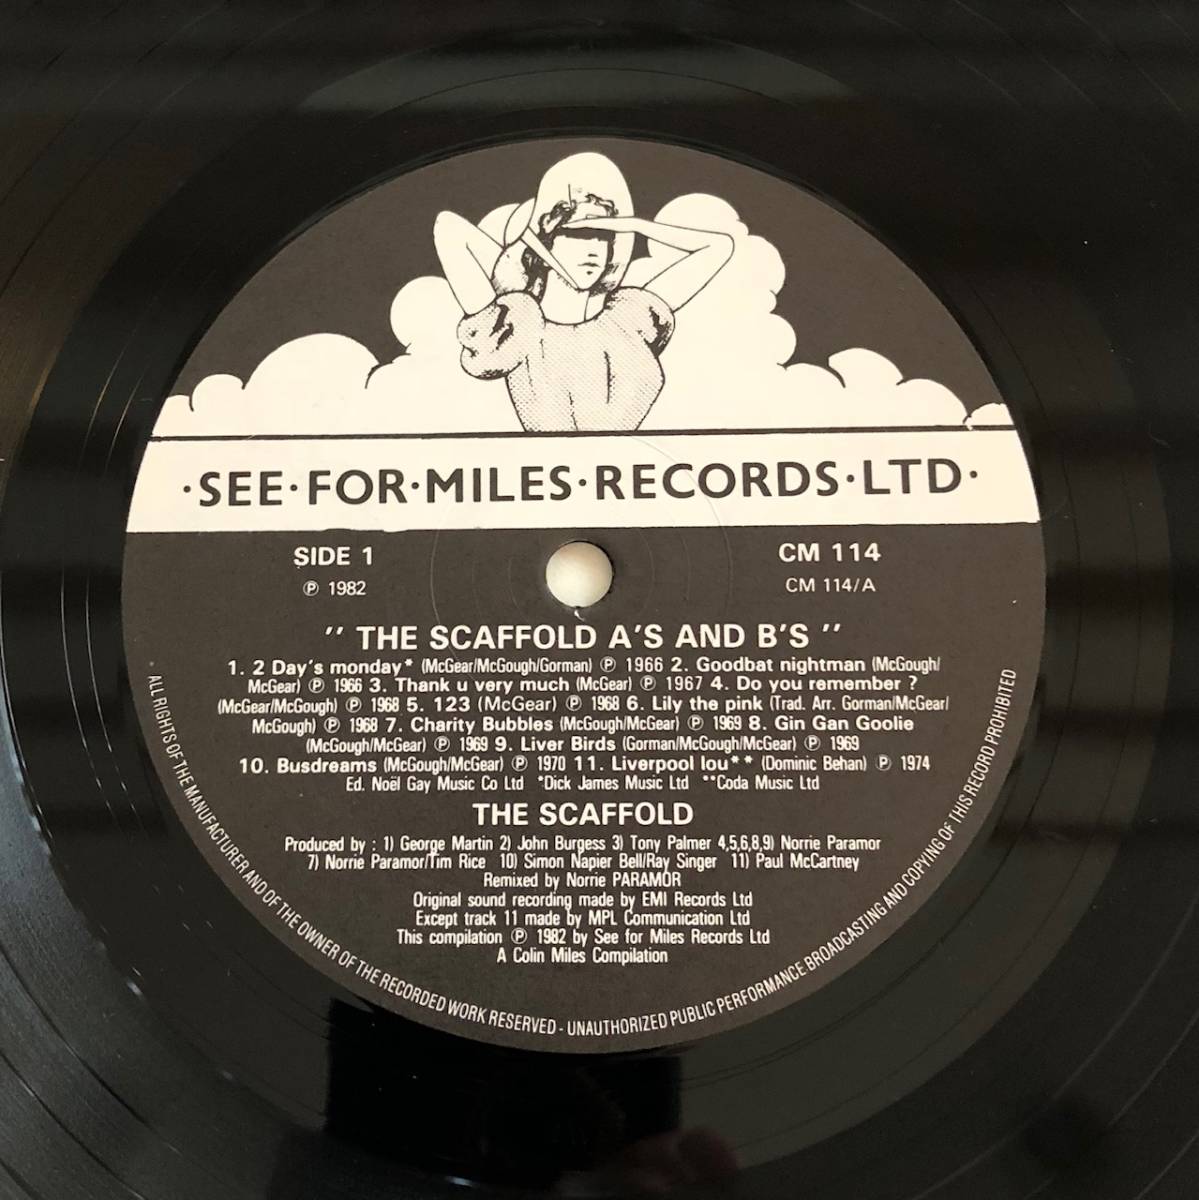 ·SEE·FOR·MILES·RECORDS·LTD·
SIDE 1
CM 114
℗ 1982
CM 114/A
" THE SCAFFOLD A'S AND B'S "
1. 2 Day's monday* (McGear/McGough/Gorman) ℗ 1966 2. Goodbat nightman (McGough/
McGear) ℗ 1966 3. Thank u very much (McGear) ℗ 1967 4. Do you remember ?
(McGear/McGough) ℗ 1968 5. 123 (McGear) ℗ 1968 6. Lily the pink (Trad. Arr. Gorman/McGear/
McGough) ℗ 1968 7. Charity Bubbles (McGough/McGear) ℗ 1969 8. Gin Gan Goolie
(McGough/McGear) ℗ 1969 9. Liver Birds (Gorman/McGough/McGear) ℗ 1969
10. Busdreams (McGough/McGear) ℗ 1970 11. Liverpool lou** (Dominic Behan) ℗ 1974
Ed. Noël Gay Music Co Ltd *Dick James Music Ltd **Coda Music Ltd
THE SCAFFOLD
Produced by : 1) George Martin 2) John Burgess 3) Tony Palmer 4,5,6,8,9) Norrie Paramor
7) Norrie Paramor/Tim Rice 10) Simon Napier Bell/Ray Singer 11) Paul McCartney
Remixed by Norrie PARAMOR
Original sound recording made by EMI Records Ltd
Except track 11 made by MPL Communication Ltd
This compilation ℗ 1982 by See for Miles Records Ltd
A Colin Miles Compilation
ALL RIGHTS OF THE MANUFACTURER AND OF THE OWNER OF THE RECORDED WORK RESERVED - UNAUTHORIZED PUBLIC PERFORMANCE BROADCASTING AND COPYING OF THIS RECORD PROHIBITED